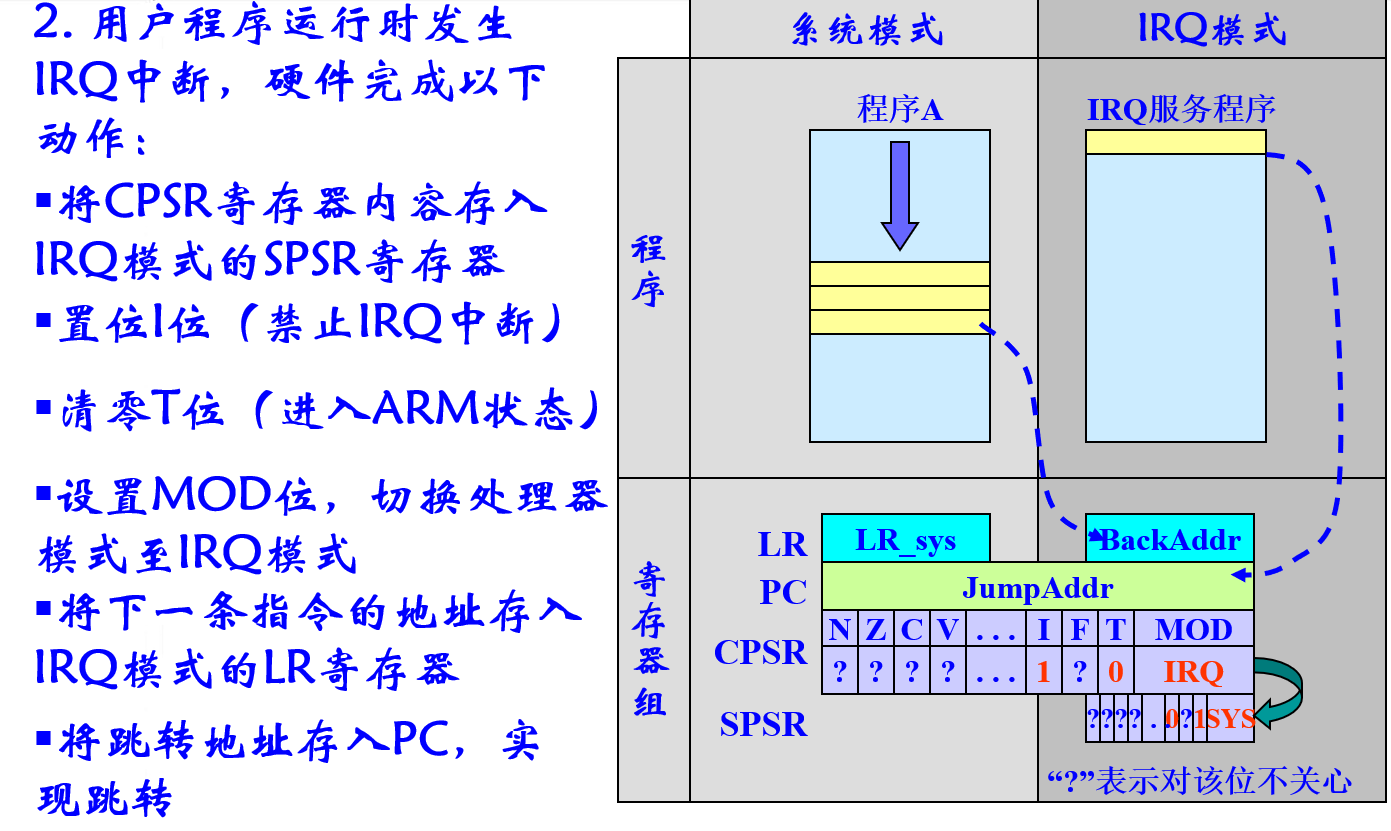 2. 用户程序运行时发生
IRQ中断，硬件完成以下
动作：
▪将CPSR寄存器内容存入
IRQ模式的SPSR寄存器
▪置位I位（禁止IRQ中断）
▪清零T位（进入ARM状态）
▪设置MOD位，切换处理器
模式至IRQ模式
▪将下一条指令的地址存入
IRQ模式的LR寄存器
▪将跳转地址存入PC，实
现跳转
系统模式
IRQ模式
程序
程序A
IRQ服务程序
寄存器组
LR
LR_sys
BackAddr
PC
JumpAddr
CPSR
N Z C V ... I F T MOD
? ? ? ? ... 1 ? 0 IRQ
SPSR
? ? ? ? . . 0 ? 1 SYS
“?”表示对该位不关心